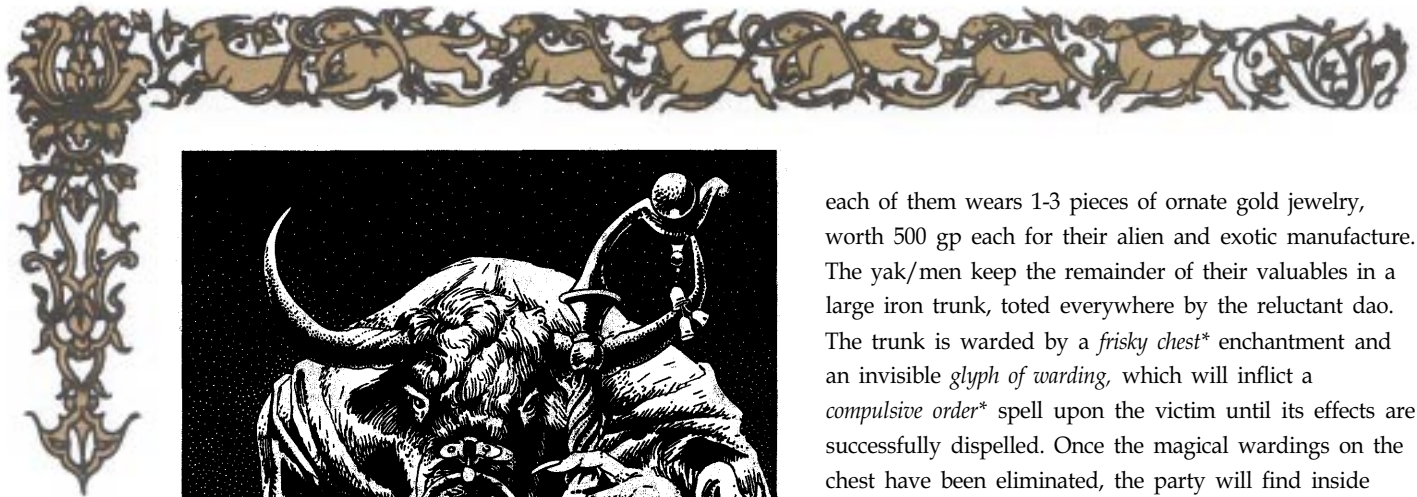 each of them wears 1-3 pieces of ornate gold jewelry,
worth 500 gp each for their alien and exotic manufacture.
The yak/men keep the remainder of their valuables in a
large iron trunk, toted everywhere by the reluctant dao.
The trunk is warded by a frisky chest* enchantment and
an invisible glyph of warding, which will inflict a
compulsive order* spell upon the victim until its effects are
successfully dispelled. Once the magical wardings on the
chest have been eliminated, the party will find inside